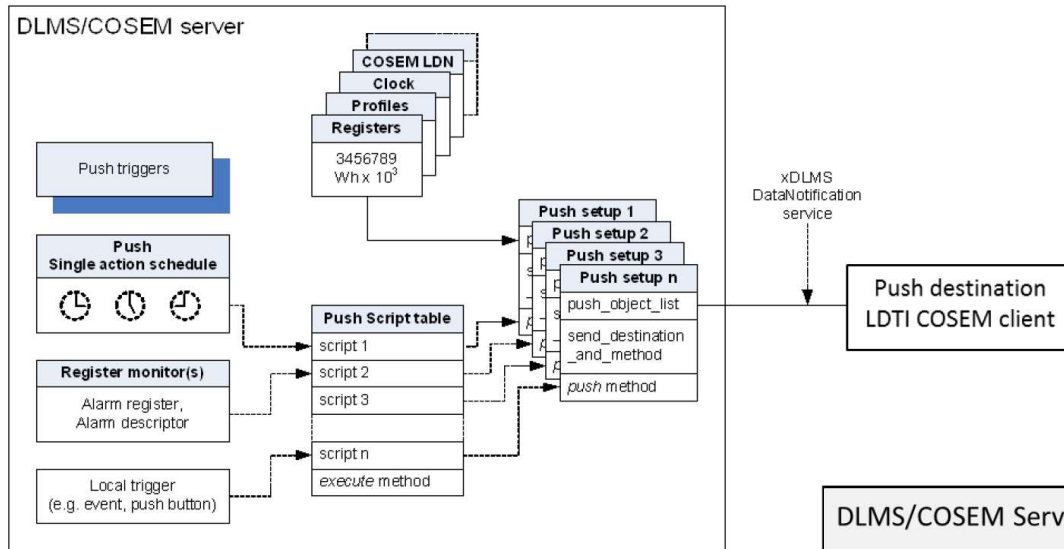 DLMS/COSEM server
COSEM LDN
Clock
Profiles
Registers
3456789
Wh x 10³
Push triggers
Push
Single action schedule
Register monitor(s)
Alarm register,
Alarm descriptor
Local trigger
(e.g. event, push button)
Push Script table
script 1
script 2
script 3
script n
execute method
Push setup 1
Push setup 2
Push setup 3
Push setup n
push_object_list
send_destination
_and_method
push method
xDLMS
DataNotification
service
Push destination
LDTI COSEM client
DLMS/COSEM Serv